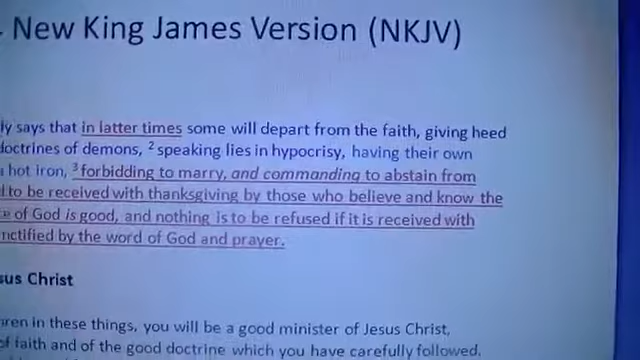 New King James Version (NKJV)
ly says that in latter times some will depart from the faith, giving heed
doctrines of demons, 2 speaking lies in hypocrisy, having their own
hot iron, 3 forbidding to marry, and commanding to abstain from
to be received with thanksgiving by those who believe and know the
of God is good, and nothing is to be refused if it is received with
nctified by the word of God and prayer.
sus Christ
hren in these things, you will be a good minister of Jesus Christ,
of faith and of the good doctrine which you have carefully followed.